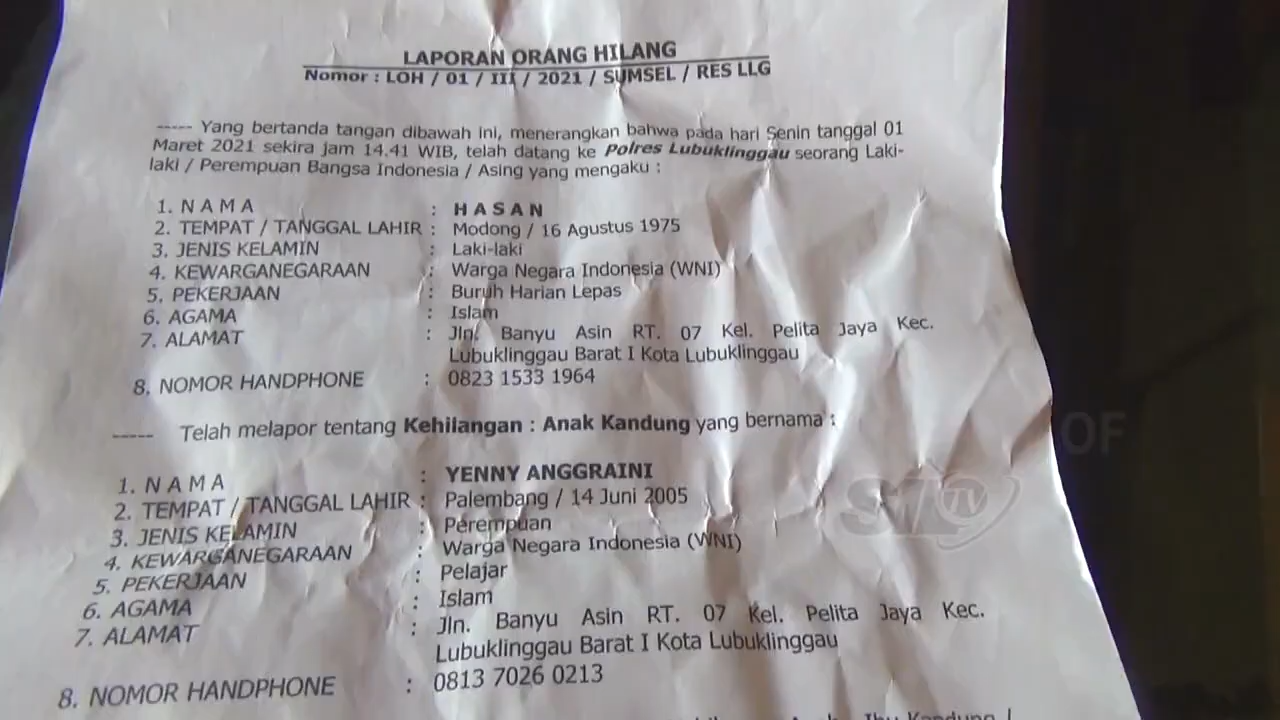 LAPORAN ORANG HILANG
Nomor : LOH / 01 / III / 2021 / SUMSEL / RES LLG
----- Yang bertanda tangan dibawah ini, menerangkan bahwa pada hari Senin tanggal 01
Maret 2021 sekira jam 14.41 WIB, telah datang ke Polres Lubuklinggau seorang Laki-
laki / Perempuan Bangsa Indonesia / Asing yang mengaku :
1. N A M A : H A S A N
2. TEMPAT / TANGGAL LAHIR : Modong / 16 Agustus 1975
3. JENIS KELAMIN : Laki-laki
4. KEWARGANEGARAAN : Warga Negara Indonesia (WNI)
5. PEKERJAAN : Buruh Harian Lepas
6. AGAMA : Islam
7. ALAMAT : Jln. Banyu Asin RT. 07 Kel. Pelita Jaya Kec.
Lubuklinggau Barat I Kota Lubuklinggau
8. NOMOR HANDPHONE : 0823 1533 1964
----- Telah melapor tentang Kehilangan : Anak Kandung yang bernama :
1. N A M A : YENNY ANGGRAINI
2. TEMPAT / TANGGAL LAHIR : Palembang / 14 Juni 2005
3. JENIS KELAMIN : Perempuan
4. KEWARGANEGARAAN : Warga Negara Indonesia (WNI)
5. PEKERJAAN : Pelajar
6. AGAMA : Islam
7. ALAMAT : Jln. Banyu Asin RT. 07 Kel. Pelita Jaya Kec.
Lubuklinggau Barat I Kota Lubuklinggau
8. NOMOR HANDPHONE : 0813 7026 0213
OF